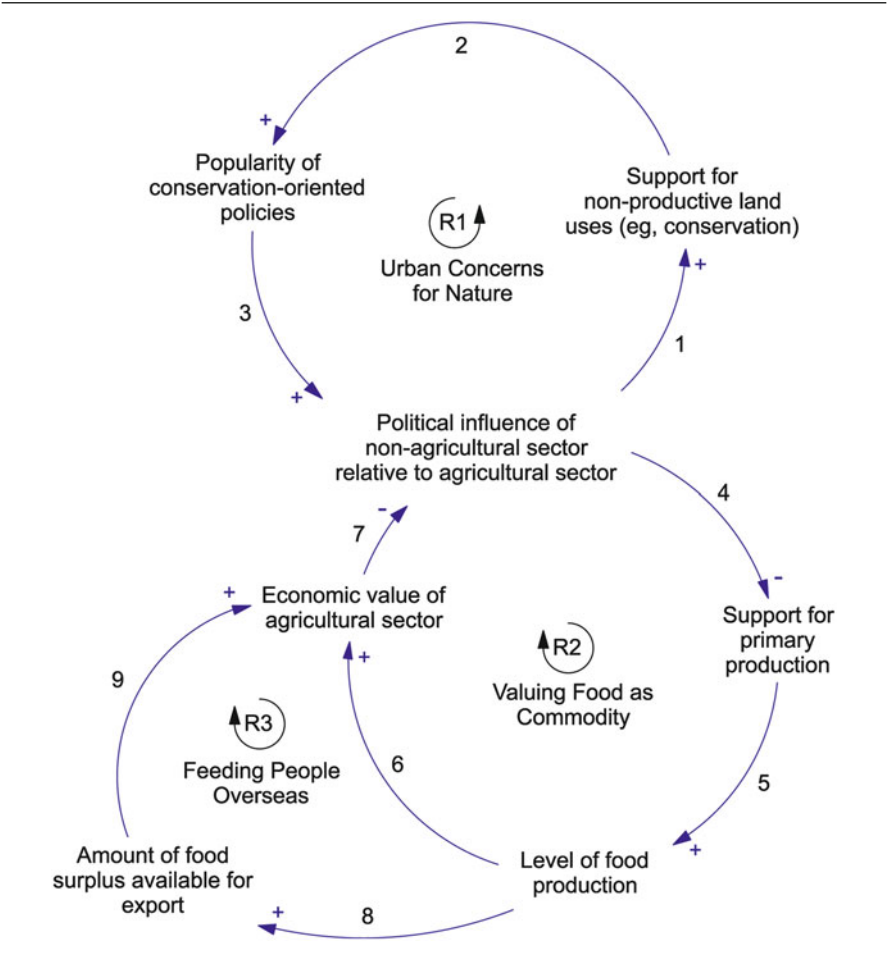 2
+
Popularity of
conservation-oriented
policies
Support for
non-productive land
uses (eg, conservation)
R1
Urban Concerns
for Nature
+
3
1
+
Political influence of
non-agricultural sector
relative to agricultural sector
4
-
7
-
+
Economic value of
agricultural sector
Support for
primary
production
+
R2
Valuing Food as
Commodity
9
R3
Feeding People
Overseas
6
5
+
Amount of food
surplus available for
export
Level of food
production
+
8